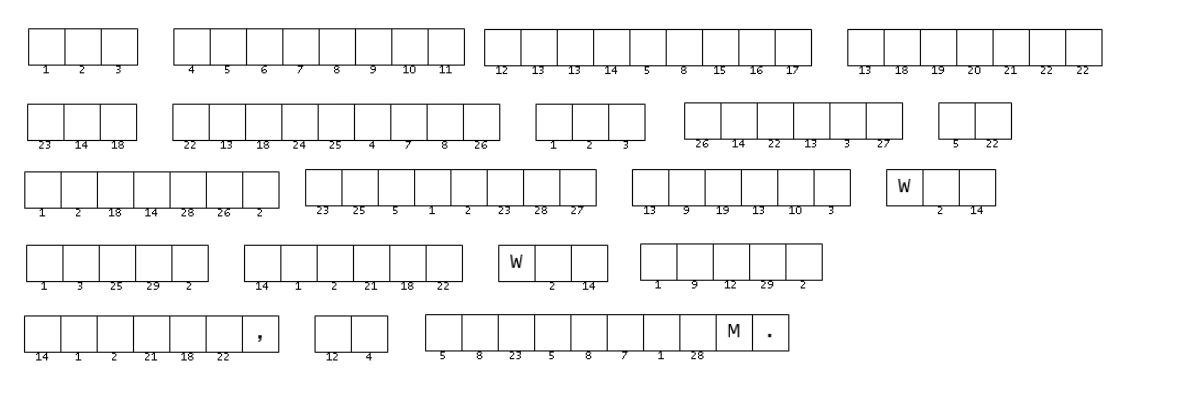 1 2 3 4 5 6 7 8 9 10 11 12 13 13 14 5 8 15 16 17 13 18 19 20 21 22 22
23 14 18 22 13 18 24 25 4 7 8 26 1 2 3 26 14 22 13 3 27 5 22
W
1 2 18 14 28 26 2 23 25 5 1 2 23 28 27 13 9 19 13 10 3 2 14
W
1 3 25 29 2 14 1 2 21 18 22 2 14 1 9 12 29 2
, M .
14 1 2 21 18 22 12 4 5 8 23 5 8 7 1 28